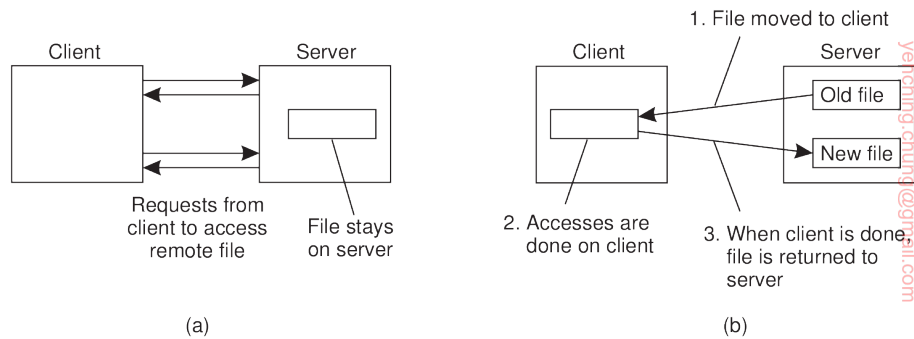 Client
Server
Requests from
client to access
remote file
File stays
on server
(a)
1. File moved to client
Client
Server
Old file
New file
2. Accesses are
done on client
3. When client is done,
file is returned to
server
(b)
yenching.chung@gmail.com